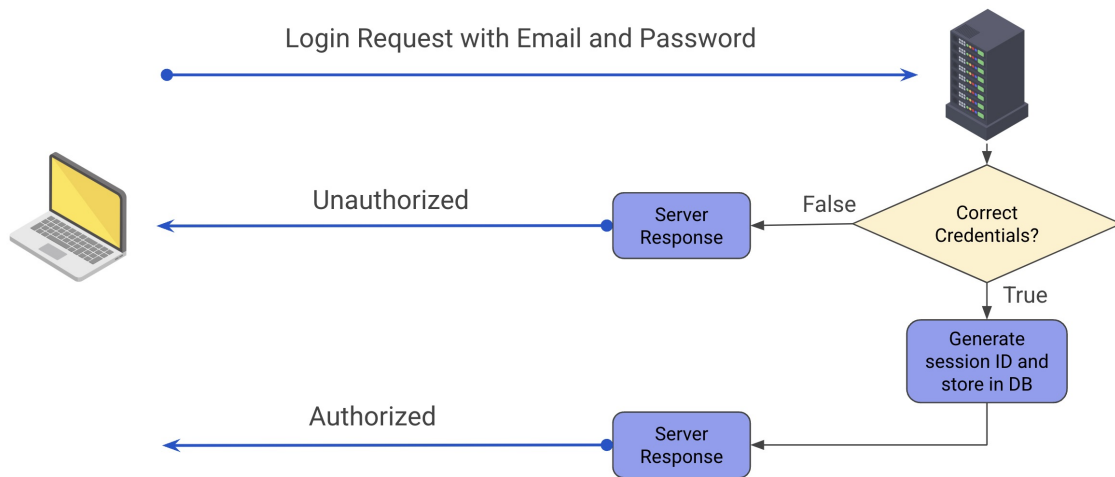 Login Request with Email and Password
Unauthorized
Server
Response
False
Correct
Credentials?
True
Generate
session ID and
store in DB
Authorized
Server
Response